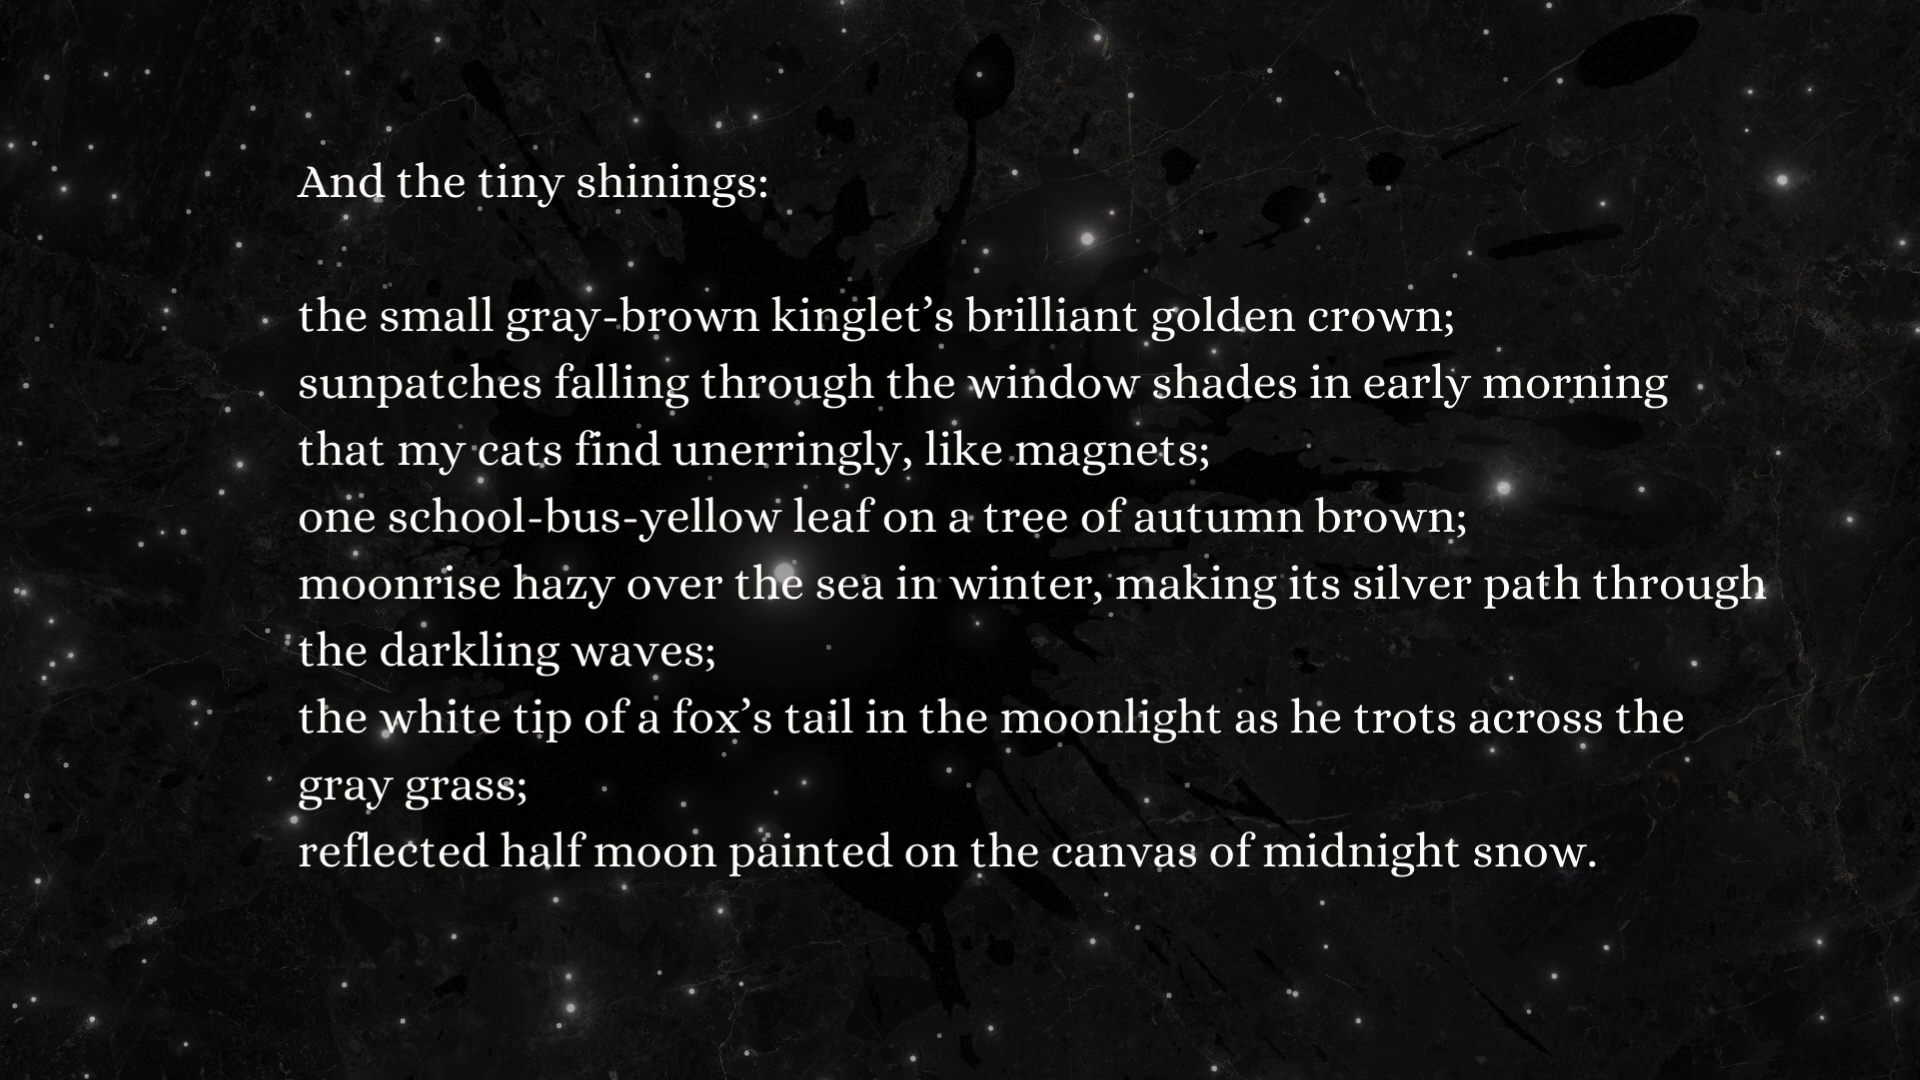 And the tiny shinings:
the small gray-brown kinglet’s brilliant golden crown;
sunpatches falling through the window shades in early morning
that my cats find unerringly, like magnets;
one school-bus-yellow leaf on a tree of autumn brown;
moonrise hazy over the sea in winter, making its silver path through
the darkling waves;
the white tip of a fox’s tail in the moonlight as he trots across the
gray grass;
reflected half moon painted on the canvas of midnight snow.